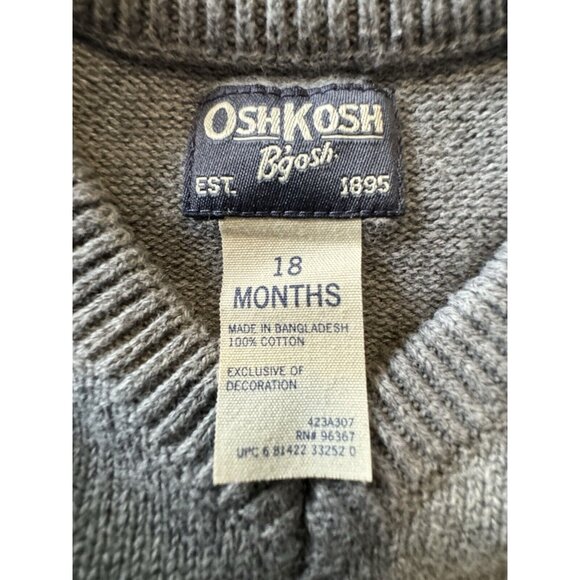 OSHKOSH
B'gosh.
EST. 1895
18
MONTHS
MADE IN BANGLADESH
100% COTTON
EXCLUSIVE OF
DECORATION
423A307
RN# 96367
UPC 6 81422 33252 0